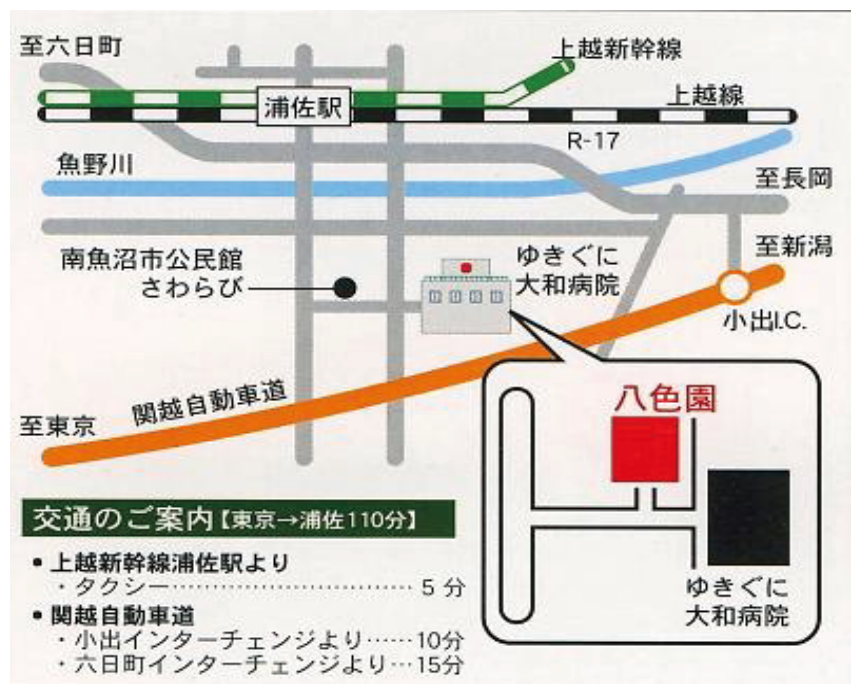 至六日町
上越新幹線
浦佐駅
上越線
R-17
魚野川
至長岡
南魚沼市公民館
さわらび
ゆきぐに
大和病院
至新潟
小出I.C.
関越自動車道
至東京
八色園
ゆきぐに
大和病院
交通のご案内【東京→浦佐110分】
• 上越新幹線浦佐駅より
・タクシー…………………………… 5 分
• 関越自動車道
・小出インターチェンジより……10分
・六日町インターチェンジより…15分